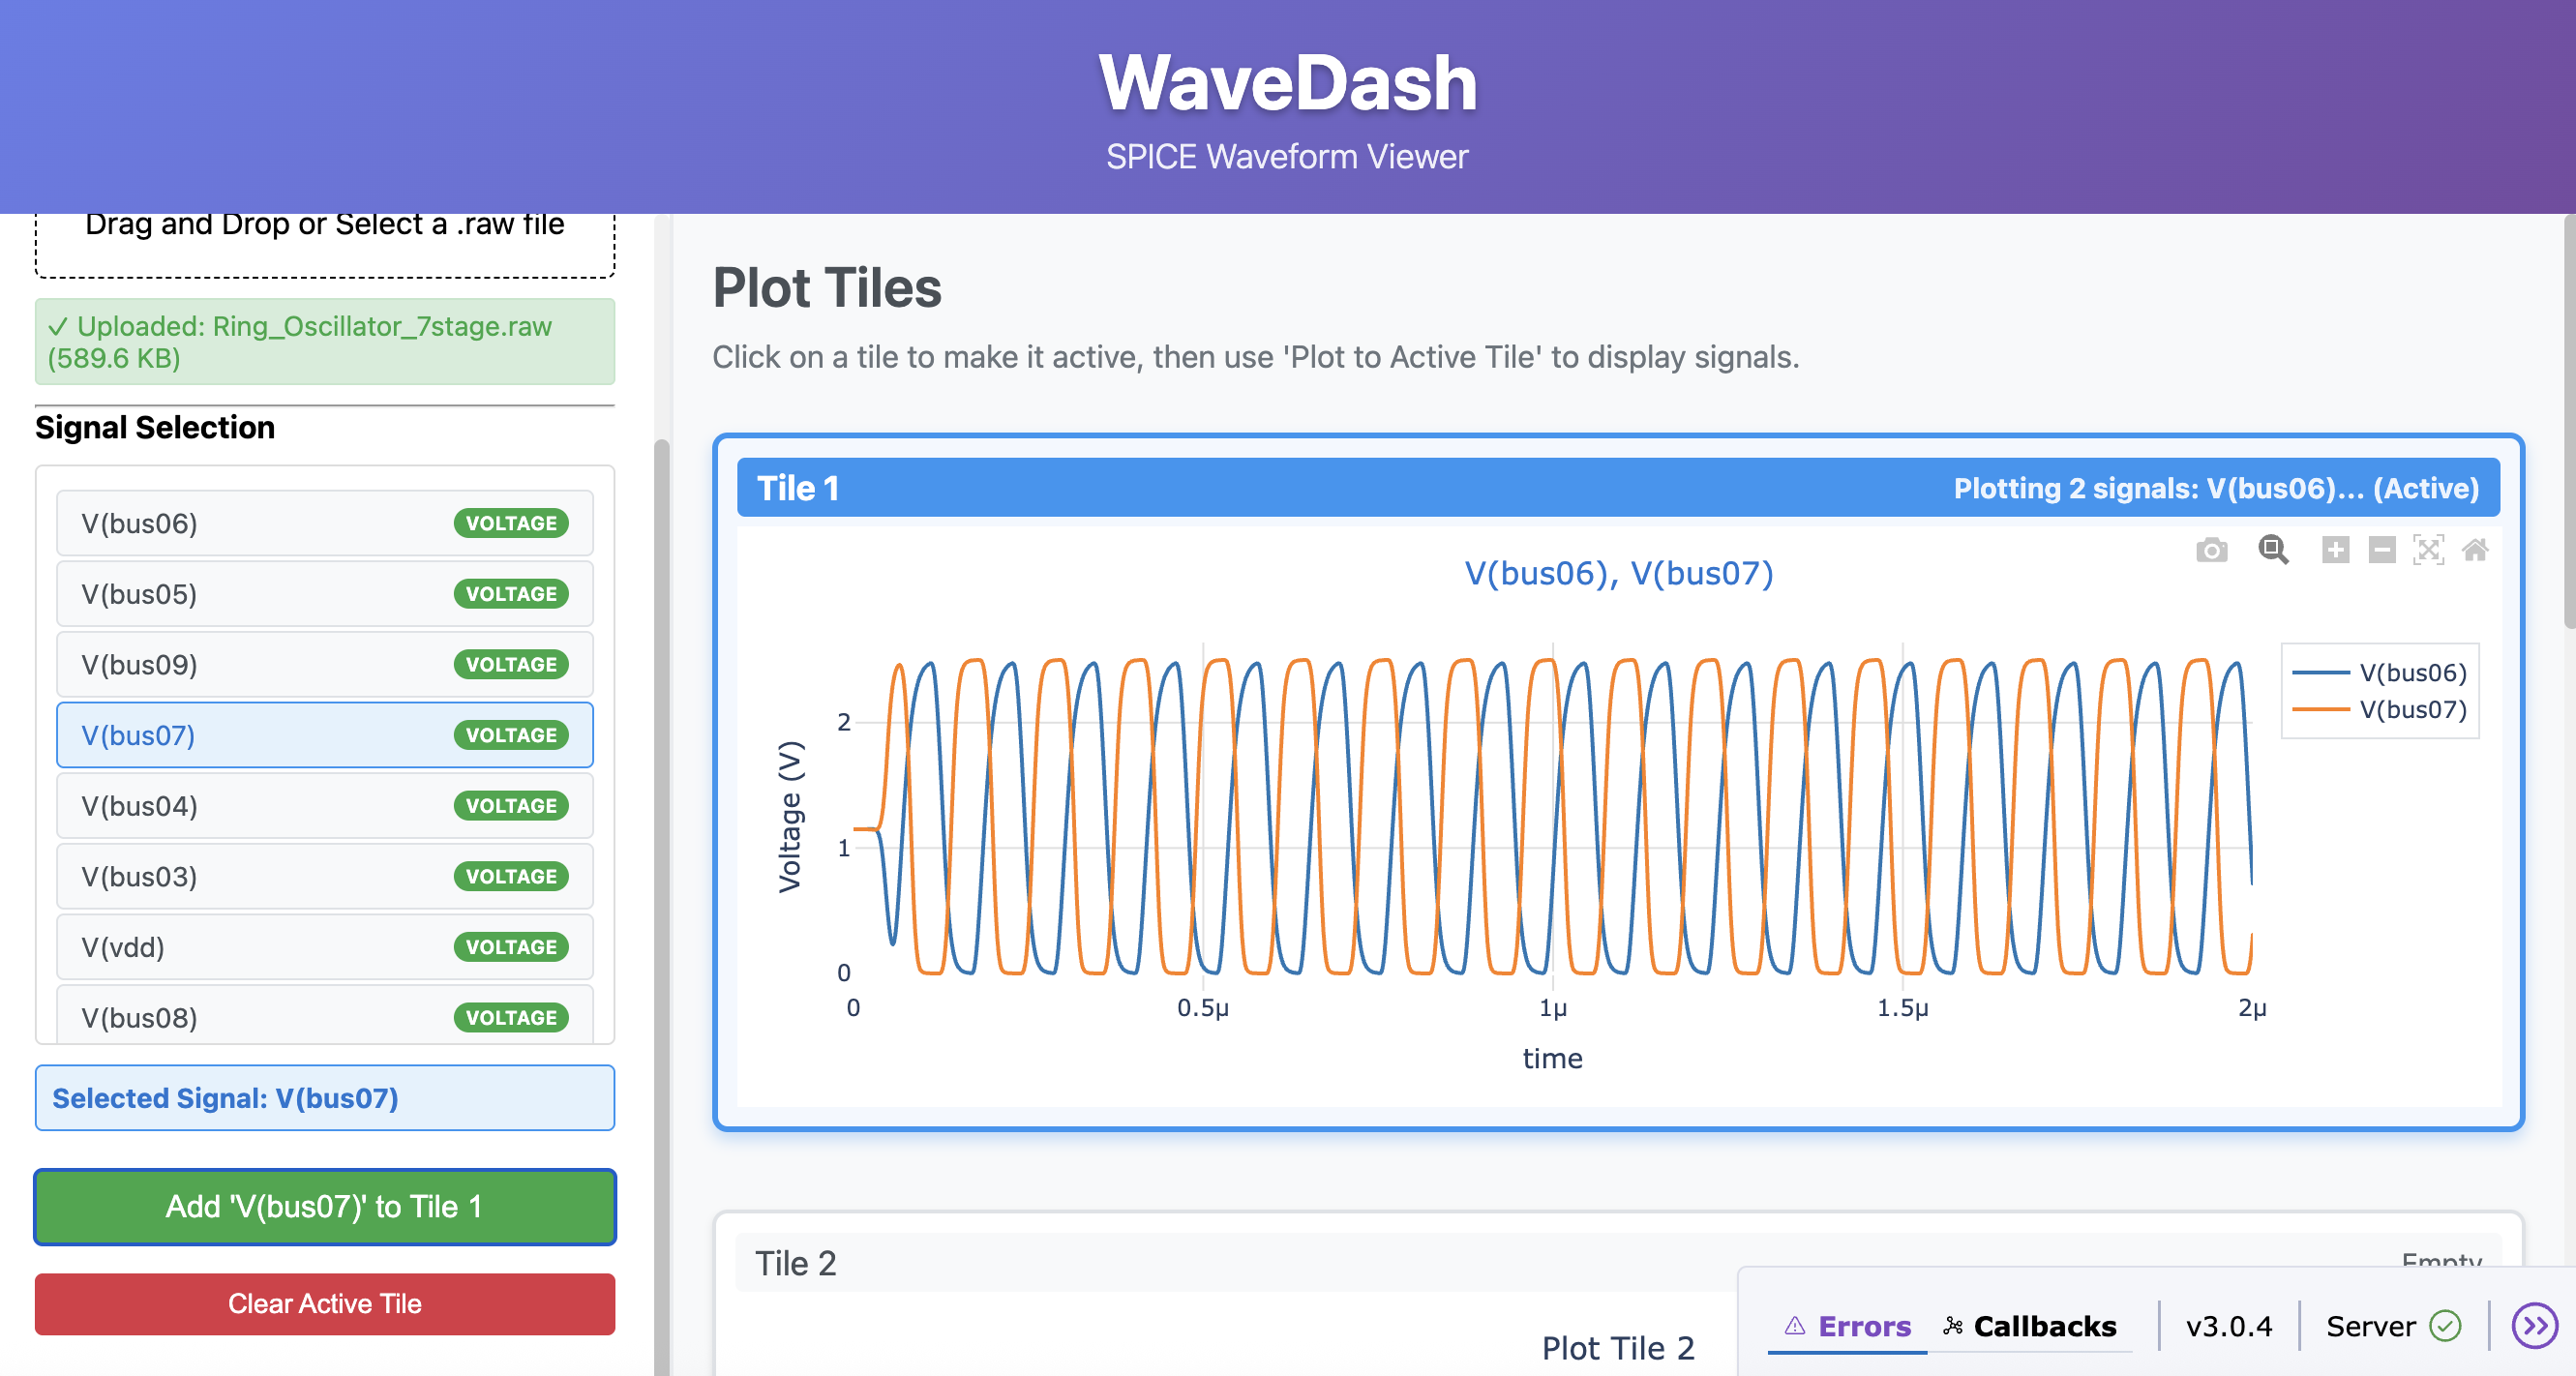 WaveDash
SPICE Waveform Viewer
Drag and Drop or Select a .raw file
✓ Uploaded: Ring_Oscillator_7stage.raw
(589.6 KB)
Signal Selection
V(bus06) VOLTAGE
V(bus05) VOLTAGE
V(bus09) VOLTAGE
V(bus07) VOLTAGE
V(bus04) VOLTAGE
V(bus03) VOLTAGE
V(vdd) VOLTAGE
V(bus08) VOLTAGE
Selected Signal: V(bus07)
Add 'V(bus07)' to Tile 1
Clear Active Tile
Plot Tiles
Click on a tile to make it active, then use 'Plot to Active Tile' to display signals.
Tile 1 Plotting 2 signals: V(bus06)... (Active)
V(bus06), V(bus07)
V(bus06)
V(bus07)
Voltage (V)
2
1
0
0 0.5μ 1μ 1.5μ 2μ
time
Tile 2 Empty
Plot Tile 2
Errors Callbacks v3.0.4 Server